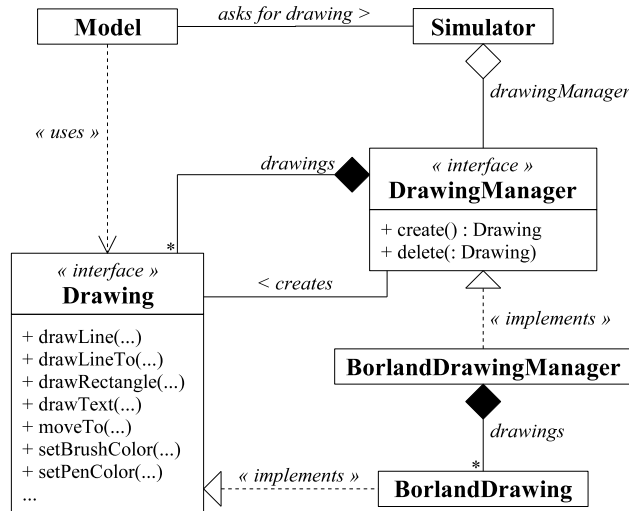 Model
asks for drawing >
Simulator
drawingManager
« uses »
drawings
« interface »
DrawingManager
+ create() : Drawing
+ delete(: Drawing)
*
« interface »
Drawing
< creates
+ drawLine(...)
+ drawLineTo(...)
+ drawRectangle(...)
+ drawText(...)
+ moveTo(...)
+ setBrushColor(...)
+ setPenColor(...)
...
« implements »
BorlandDrawingManager
drawings
*
« implements »
BorlandDrawing